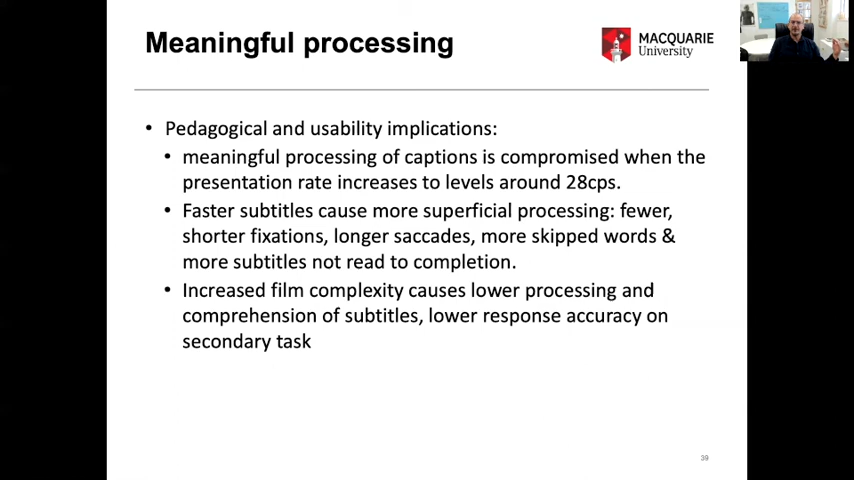 Meaningful processing
MACQUARIE
University
• Pedagogical and usability implications:
• meaningful processing of captions is compromised when the
presentation rate increases to levels around 28cps.
• Faster subtitles cause more superficial processing: fewer,
shorter fixations, longer saccades, more skipped words &
more subtitles not read to completion.
• Increased film complexity causes lower processing and
comprehension of subtitles, lower response accuracy on
secondary task
39